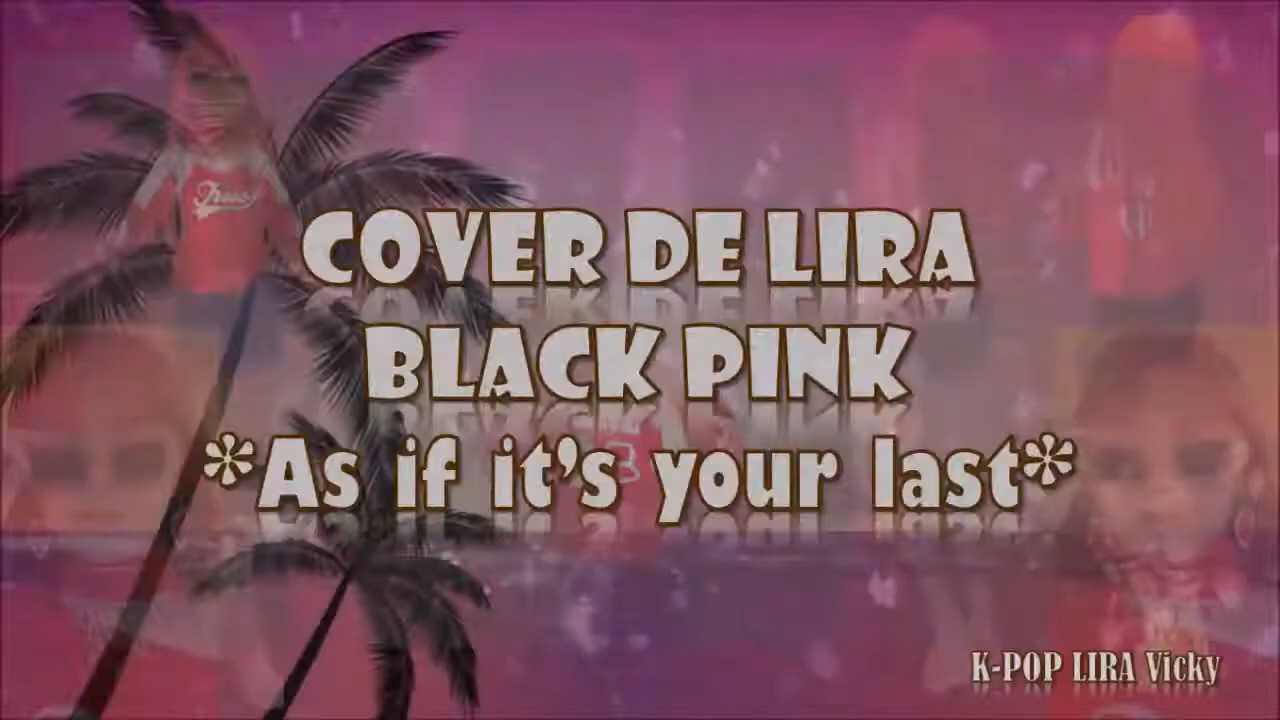 COVER DE LIRA
BLACK PINK
*As if it's your last*
K-POP LIRA Vicky